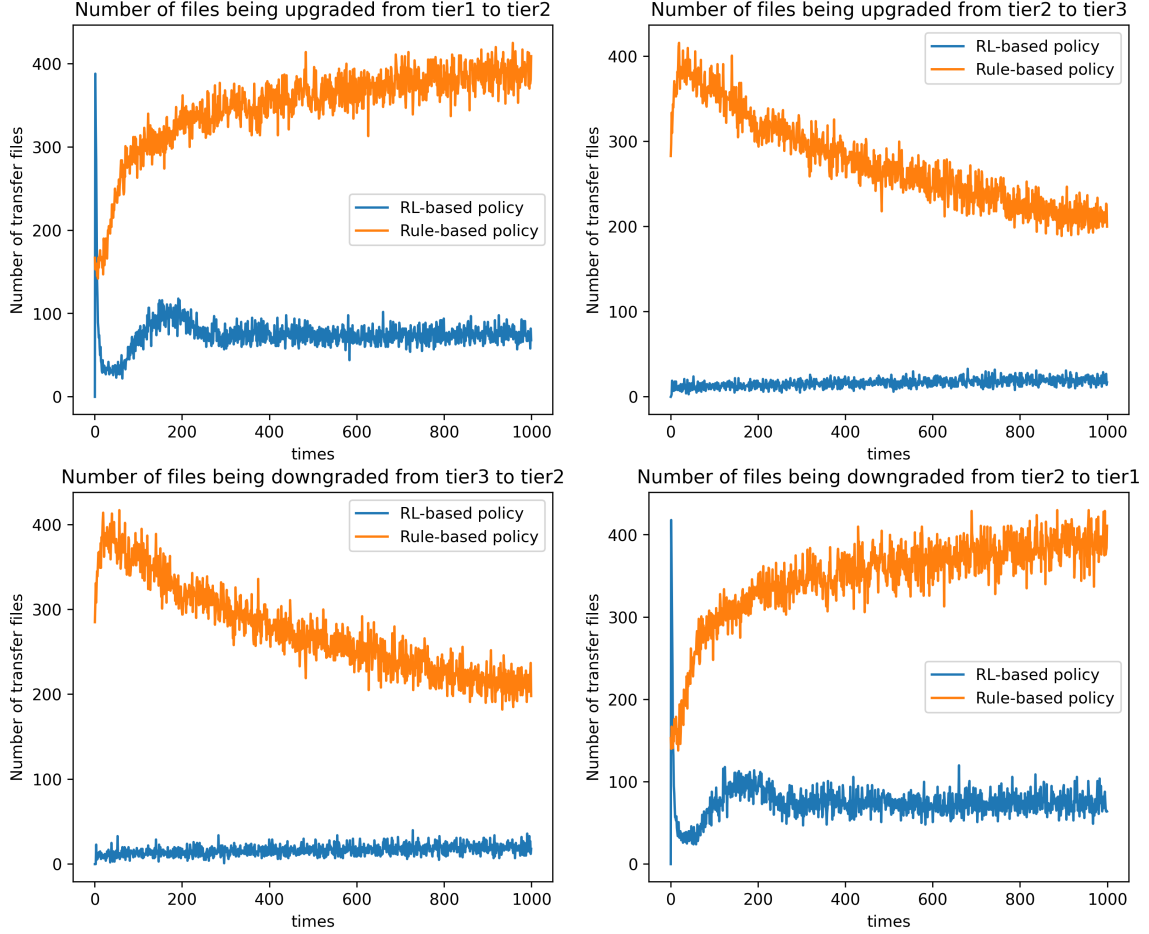 Number of files being upgraded from tier1 to tier2
Number of transfer files
400
300
200
100
0
RL-based policy
Rule-based policy
0 200 400 600 800 1000
times
Number of files being upgraded from tier2 to tier3
Number of transfer files
400
300
200
100
0
RL-based policy
Rule-based policy
0 200 400 600 800 1000
times
Number of files being downgraded from tier3 to tier2
Number of transfer files
400
300
200
100
0
RL-based policy
Rule-based policy
0 200 400 600 800 1000
times
Number of files being downgraded from tier2 to tier1
Number of transfer files
400
300
200
100
0
RL-based policy
Rule-based policy
0 200 400 600 800 1000
times